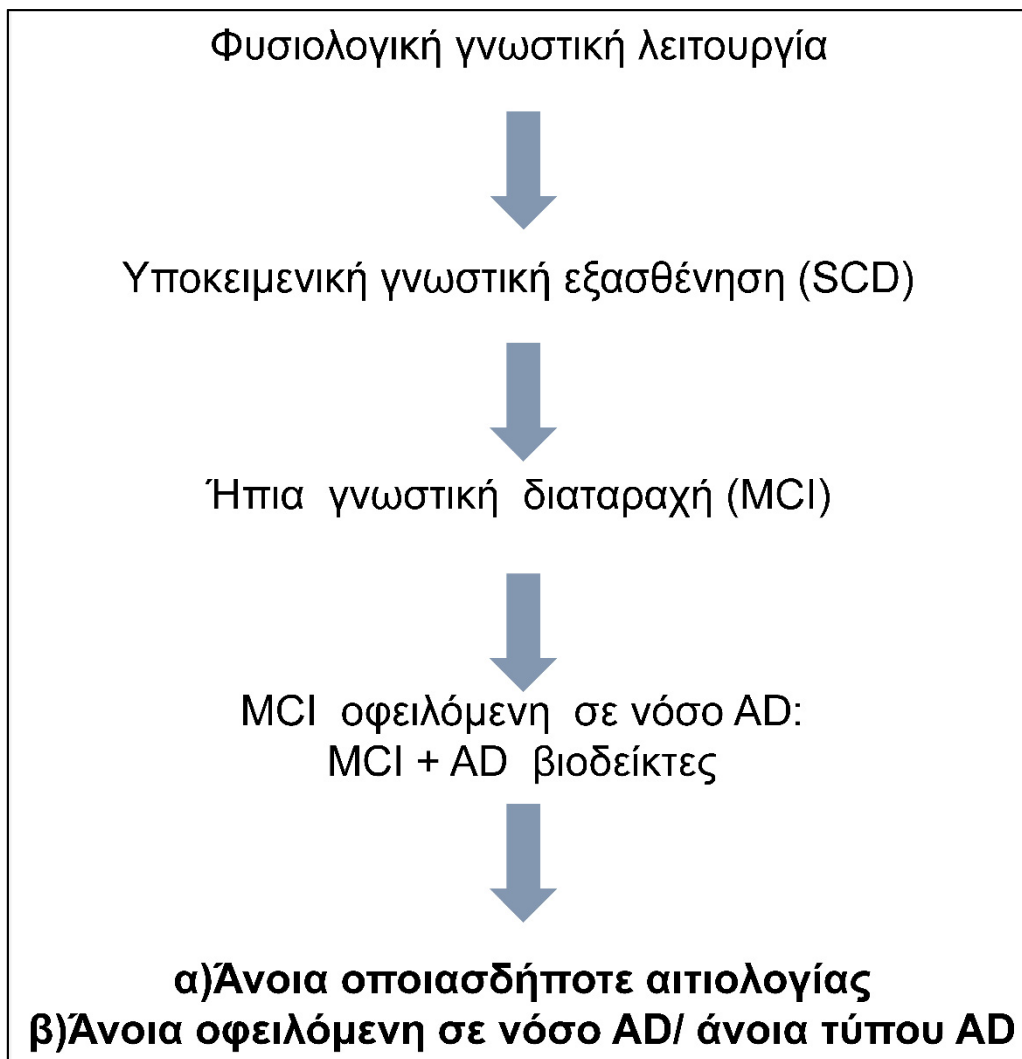 Φυσιολογική γνωστική λειτουργία
Υποκειμενική γνωστική εξασθένηση (SCD)
Ήπια γνωστική διαταραχή (MCI)
MCI οφειλόμενη σε νόσο AD:
MCI + AD βιοδείκτες
α)Άνοια οποιασδήποτε αιτιολογίας
β)Άνοια οφειλόμενη σε νόσο AD/ άνοια τύπου AD